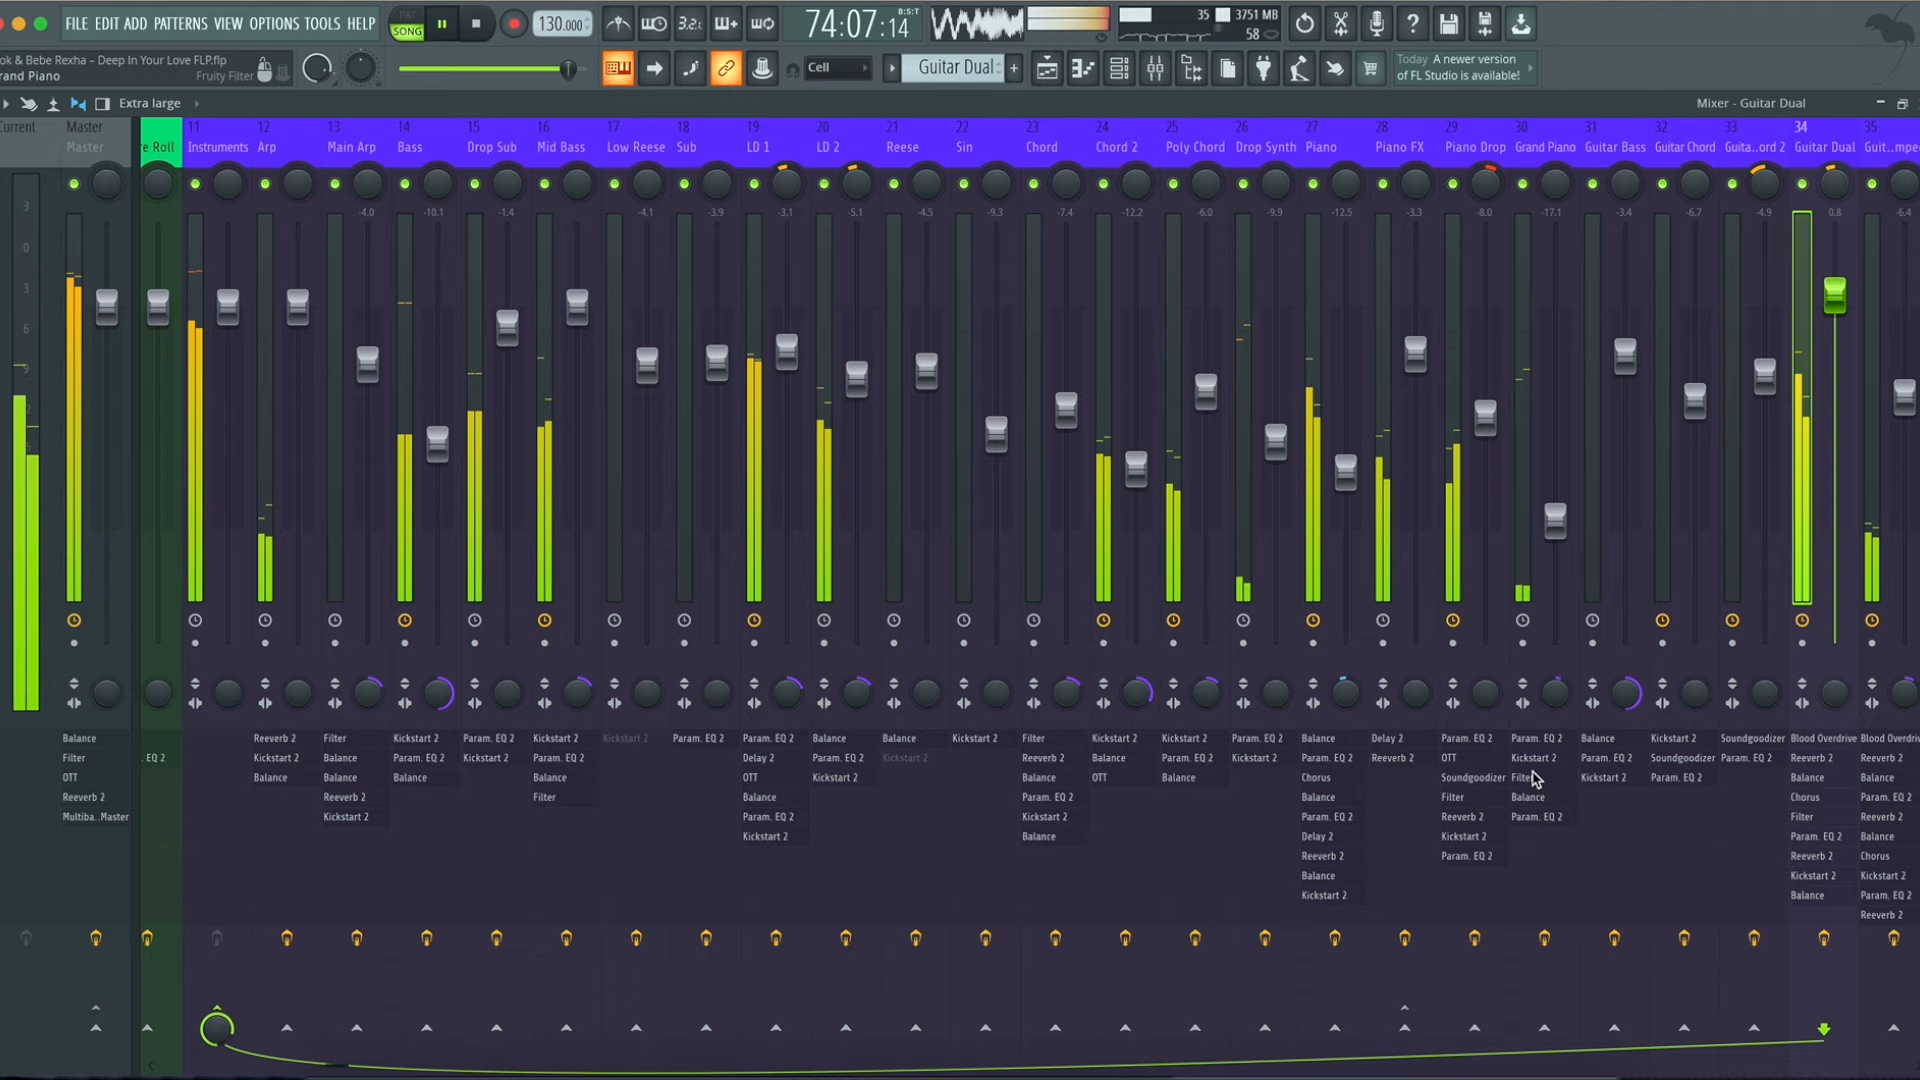 FILE EDIT ADD PATTERNS VIEW OPTIONS TOOLS HELP
PAT
SONG
130.000
3.2.
74:07:14
B:S:T
35
3751 MB
58
ok & Bebe Rexha – Deep In Your Love FLP.flp
rand Piano
Fruity Filter
Cell
Guitar Dual
+
Today A newer version
of FL Studio is available!
Extra large
Mixer - Guitar Dual
Current
Master
11 12 13 14 15 16 17 18 19 20 21 22 23 24 25 26 27 28 29 30 31 32 33 34 35
Master
e Roll
Instruments
Arp
Main Arp
Bass
Drop Sub
Mid Bass
Low Reese
Sub
LD 1
LD 2
Reese
Sin
Chord
Chord 2
Poly Chord
Drop Synth
Piano
Piano FX
Piano Drop
Grand Piano
Guitar Bass
Guitar Chord
Guita...ord 2
Guitar Dual
Guit...mpe
-4.0 -10.1 -1.4 -4.1 -3.9 -3.1 -5.1 -4.5 -9.3 -7.4 -12.2 -6.0 -9.9 -12.5 -3.3 -8.0 -17.1 -3.4 -6.7 -4.9 0.8 -6.4
3
0
3
6
9
Balance
Filter
OTT
Reeverb 2
Multiba..Master
. EQ 2
Reeverb 2
Kickstart 2
Balance
Filter
Balance
Balance
Reeverb 2
Kickstart 2
Kickstart 2
Param. EQ 2
Balance
Param. EQ 2
Kickstart 2
Kickstart 2
Param. EQ 2
Balance
Filter
Kickstart 2
Param. EQ 2
Param. EQ 2
Delay 2
OTT
Balance
Param. EQ 2
Kickstart 2
Balance
Param. EQ 2
Kickstart 2
Balance
Kickstart 2
Kickstart 2
Filter
Reeverb 2
Balance
Param. EQ 2
Kickstart 2
Balance
Kickstart 2
Balance
OTT
Kickstart 2
Param. EQ 2
Balance
Param. EQ 2
Kickstart 2
Balance
Param. EQ 2
Chorus
Balance
Param. EQ 2
Delay 2
Reeverb 2
Balance
Kickstart 2
Delay 2
Reeverb 2
Param. EQ 2
OTT
Soundgoodizer
Filter
Reeverb 2
Kickstart 2
Param. EQ 2
Param. EQ 2
Kickstart 2
Filter
Balance
Param. EQ 2
Balance
Param. EQ 2
Kickstart 2
Kickstart 2
Soundgoodizer
Param. EQ 2
Soundgoodizer
Param. EQ 2
Blood Overdrive
Reeverb 2
Balance
Chorus
Filter
Param. EQ 2
Reeverb 2
Kickstart 2
Balance
Blood Overdriv
Reeverb 2
Balance
Param. EQ 2
Reeverb 2
Balance
Chorus
Kickstart 2
Param. EQ 2
Reeverb 2